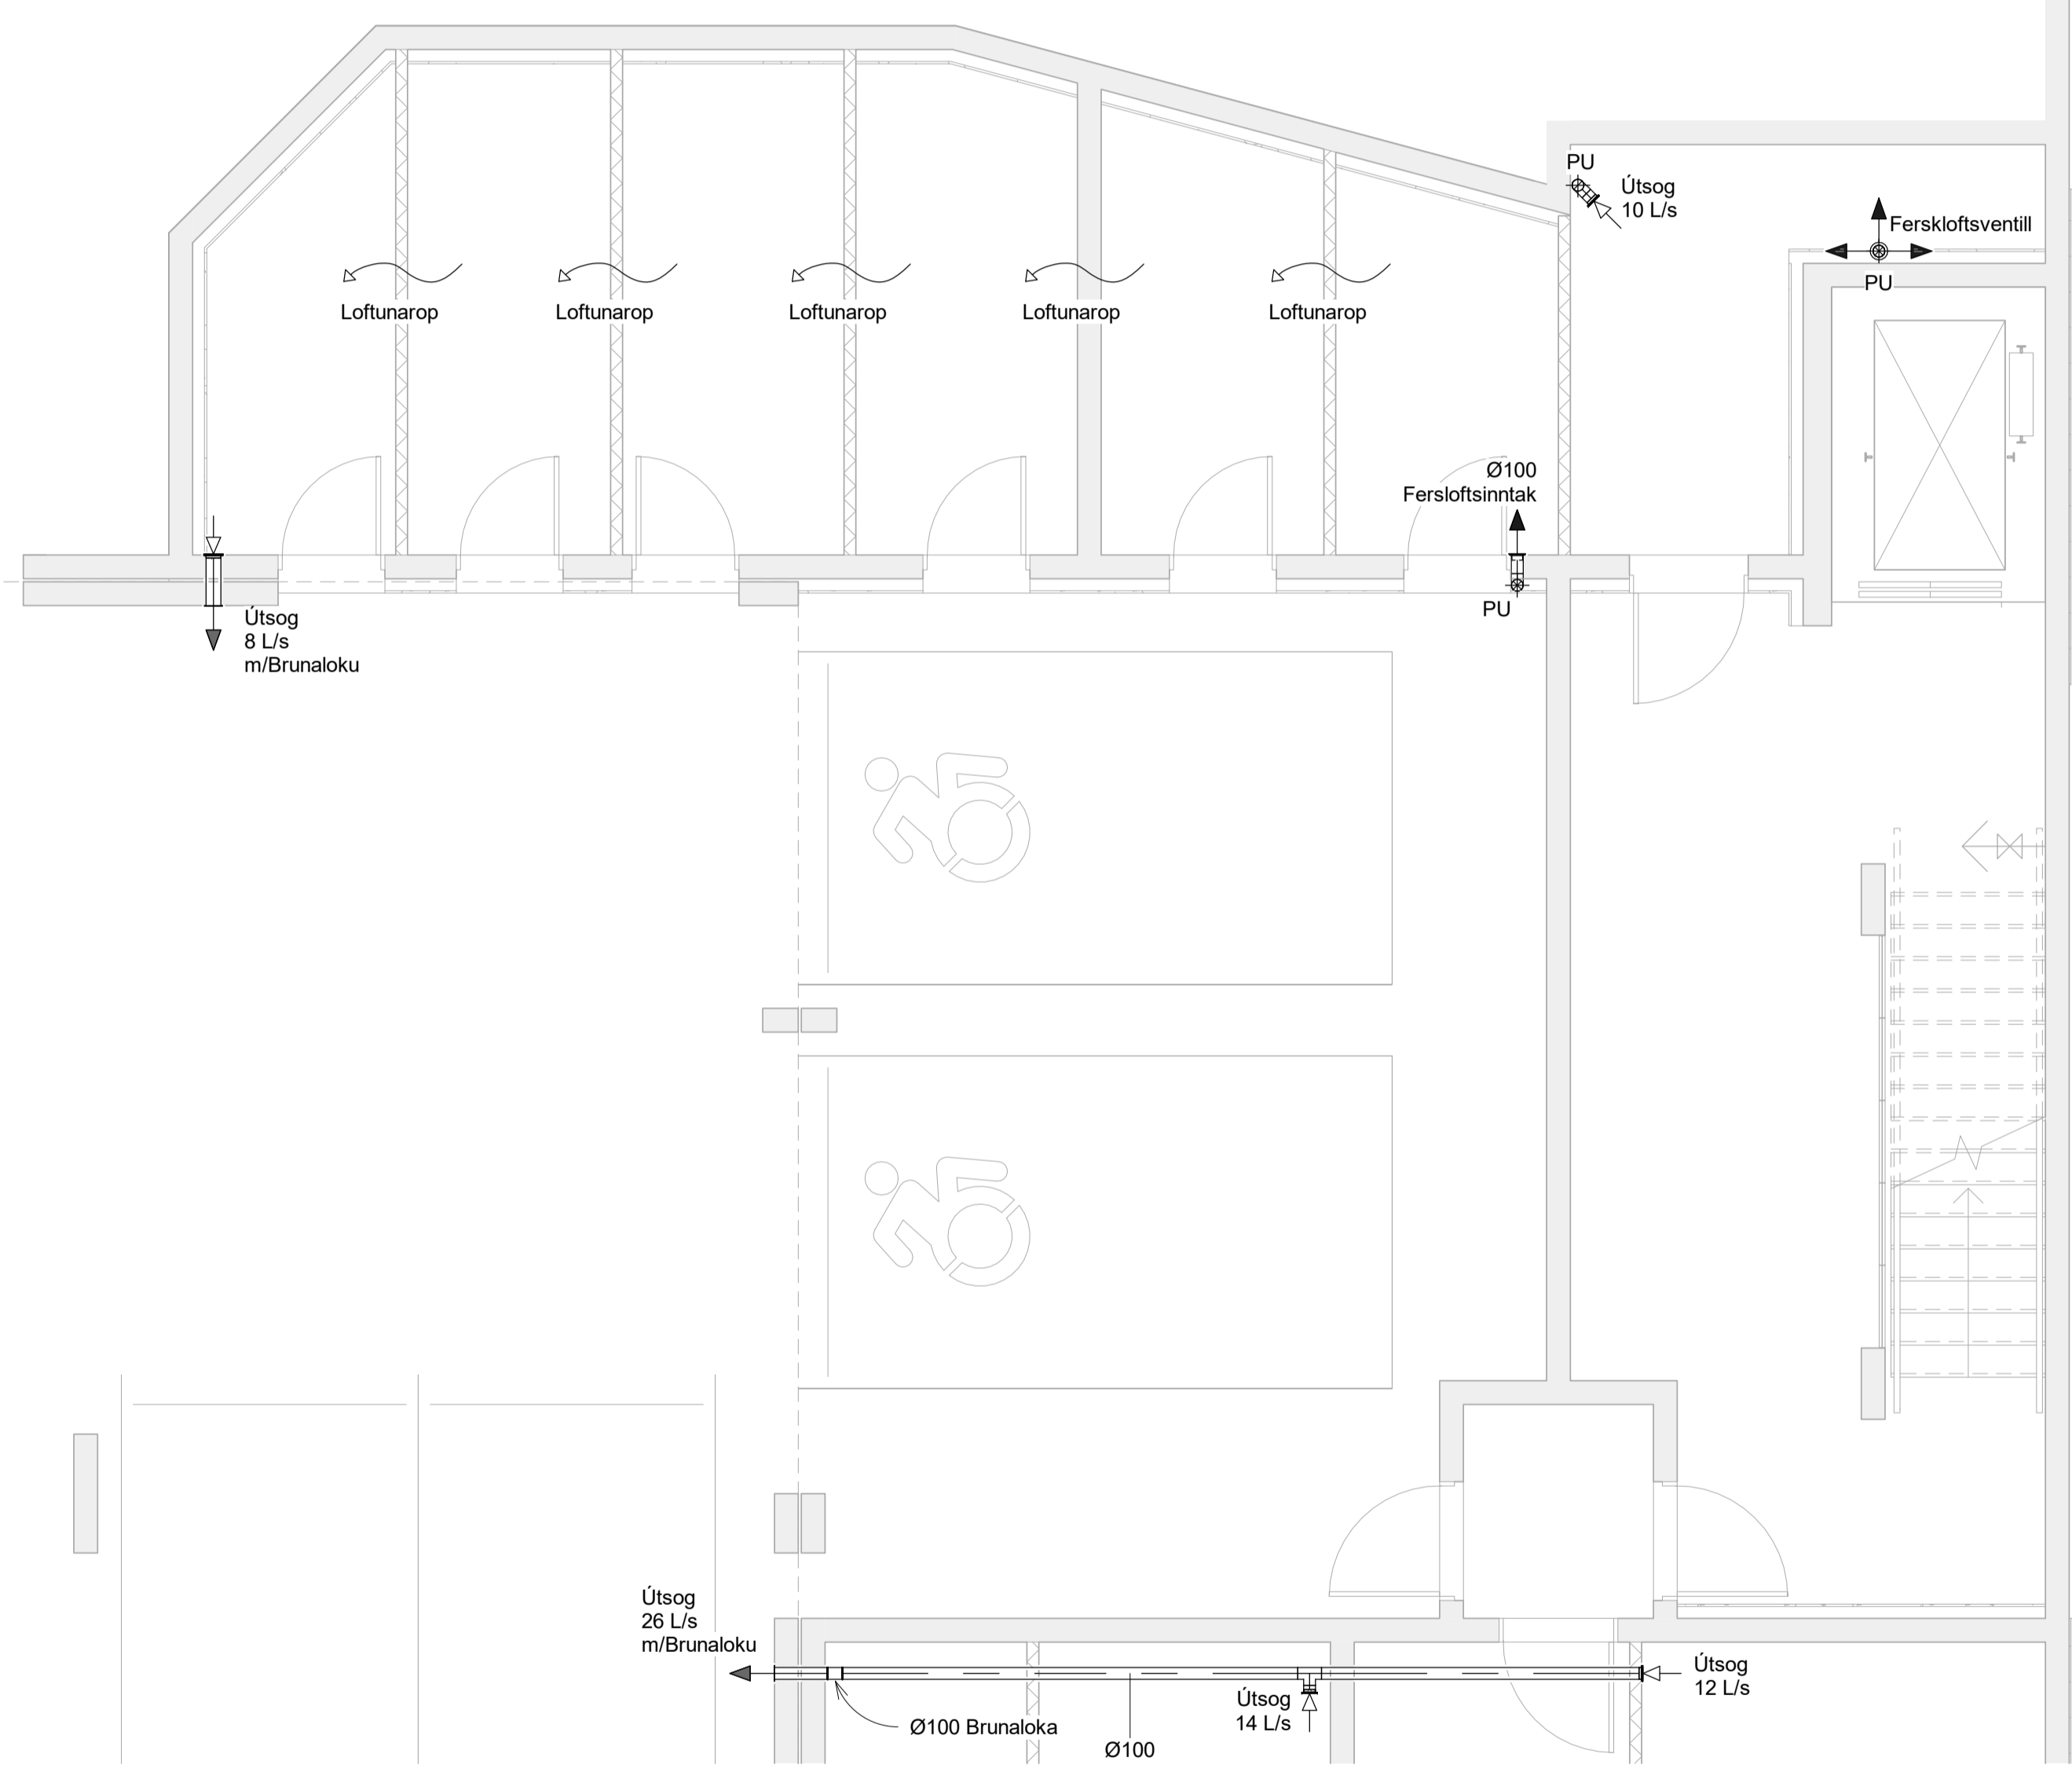 PU
Útsog
10 L/s
Ferskloftsventill
PU
Loftunarop
Loftunarop
Loftunarop
Loftunarop
Loftunarop
Ø100
Fersloftsinntak
PU
Útsog
8 L/s
m/Brunaloku
Útsog
26 L/s
m/Brunaloku
Útsog
12 L/s
Útsog
14 L/s
Ø100 Brunaloka
Ø100